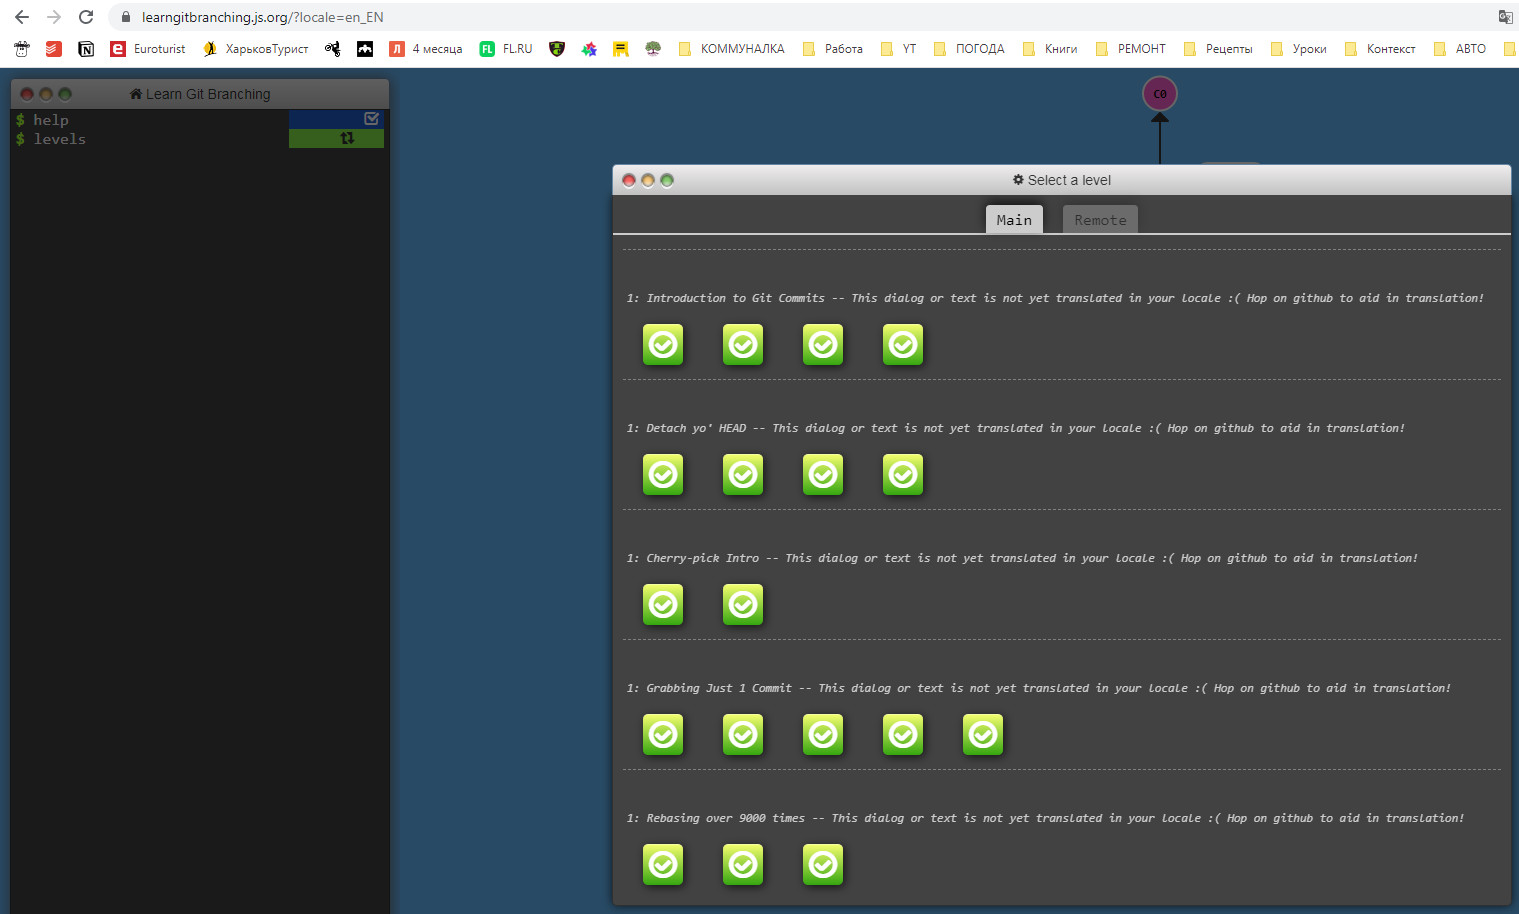 learngitbranching.js.org/?locale=en_EN
Euroturist ХарьковТурист Л 4 месяца FL FL.RU КОММУНАЛКА Работа YT ПОГОДА Книги РЕМОНТ Рецепты Уроки Контекст АВТО
Learn Git Branching
$ help
$ levels
C0
Select a level
Main Remote
1: Introduction to Git Commits -- This dialog or text is not yet translated in your locale :( Hop on github to aid in translation!
1: Detach yo' HEAD -- This dialog or text is not yet translated in your locale :( Hop on github to aid in translation!
1: Cherry-pick Intro -- This dialog or text is not yet translated in your locale :( Hop on github to aid in translation!
1: Grabbing Just 1 Commit -- This dialog or text is not yet translated in your locale :( Hop on github to aid in translation!
1: Rebasing over 9000 times -- This dialog or text is not yet translated in your locale :( Hop on github to aid in translation!